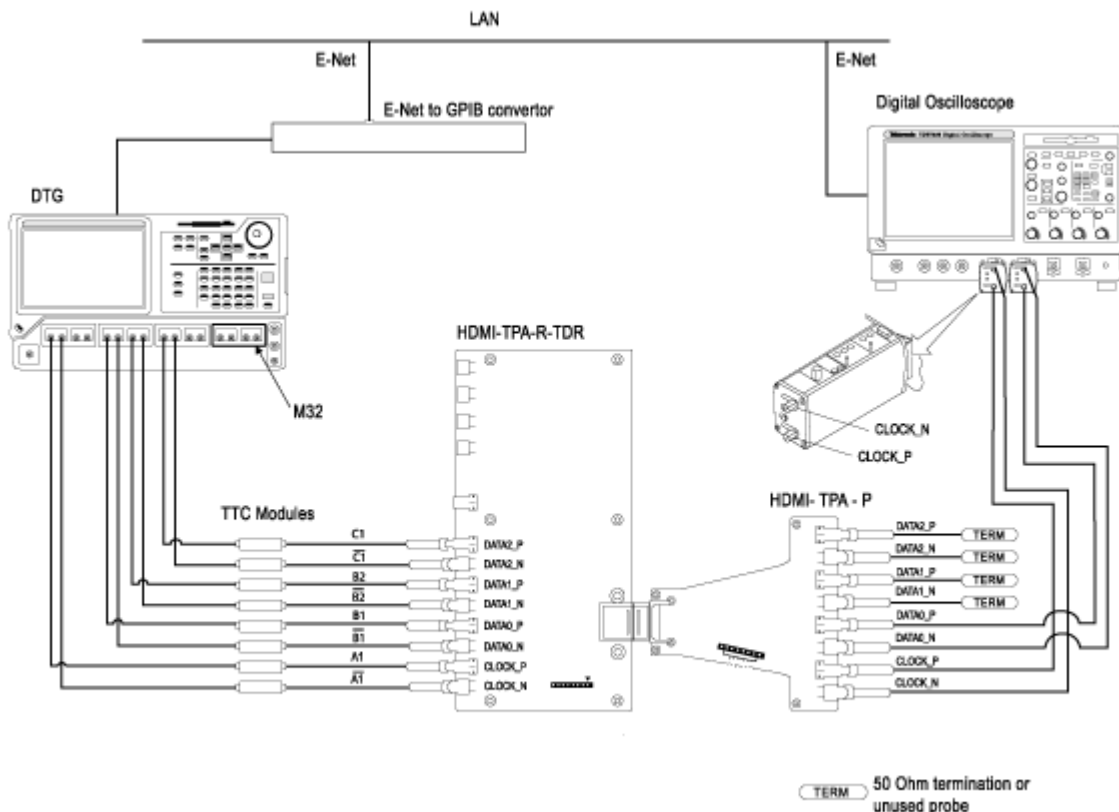 LAN
E-Net
E-Net
E-Net to GPIB convertor
Digital Oscilloscope
DTG
HDMI-TPA-R-TDR
M32
CLOCK_N
CLOCK_P
HDMI- TPA - P
TTC Modules
C1
C1
B2
B2
B1
B1
A1
A1
DATA2_P
DATA2_N
DATA1_P
DATA1_N
DATA0_P
DATA0_N
CLOCK_P
CLOCK_N
DATA2_P
TERM
DATA2_N
TERM
DATA1_P
TERM
DATA1_N
TERM
DATA0_P
DATA0_N
CLOCK_P
CLOCK_N
TERM
50 Ohm termination or
unused probe